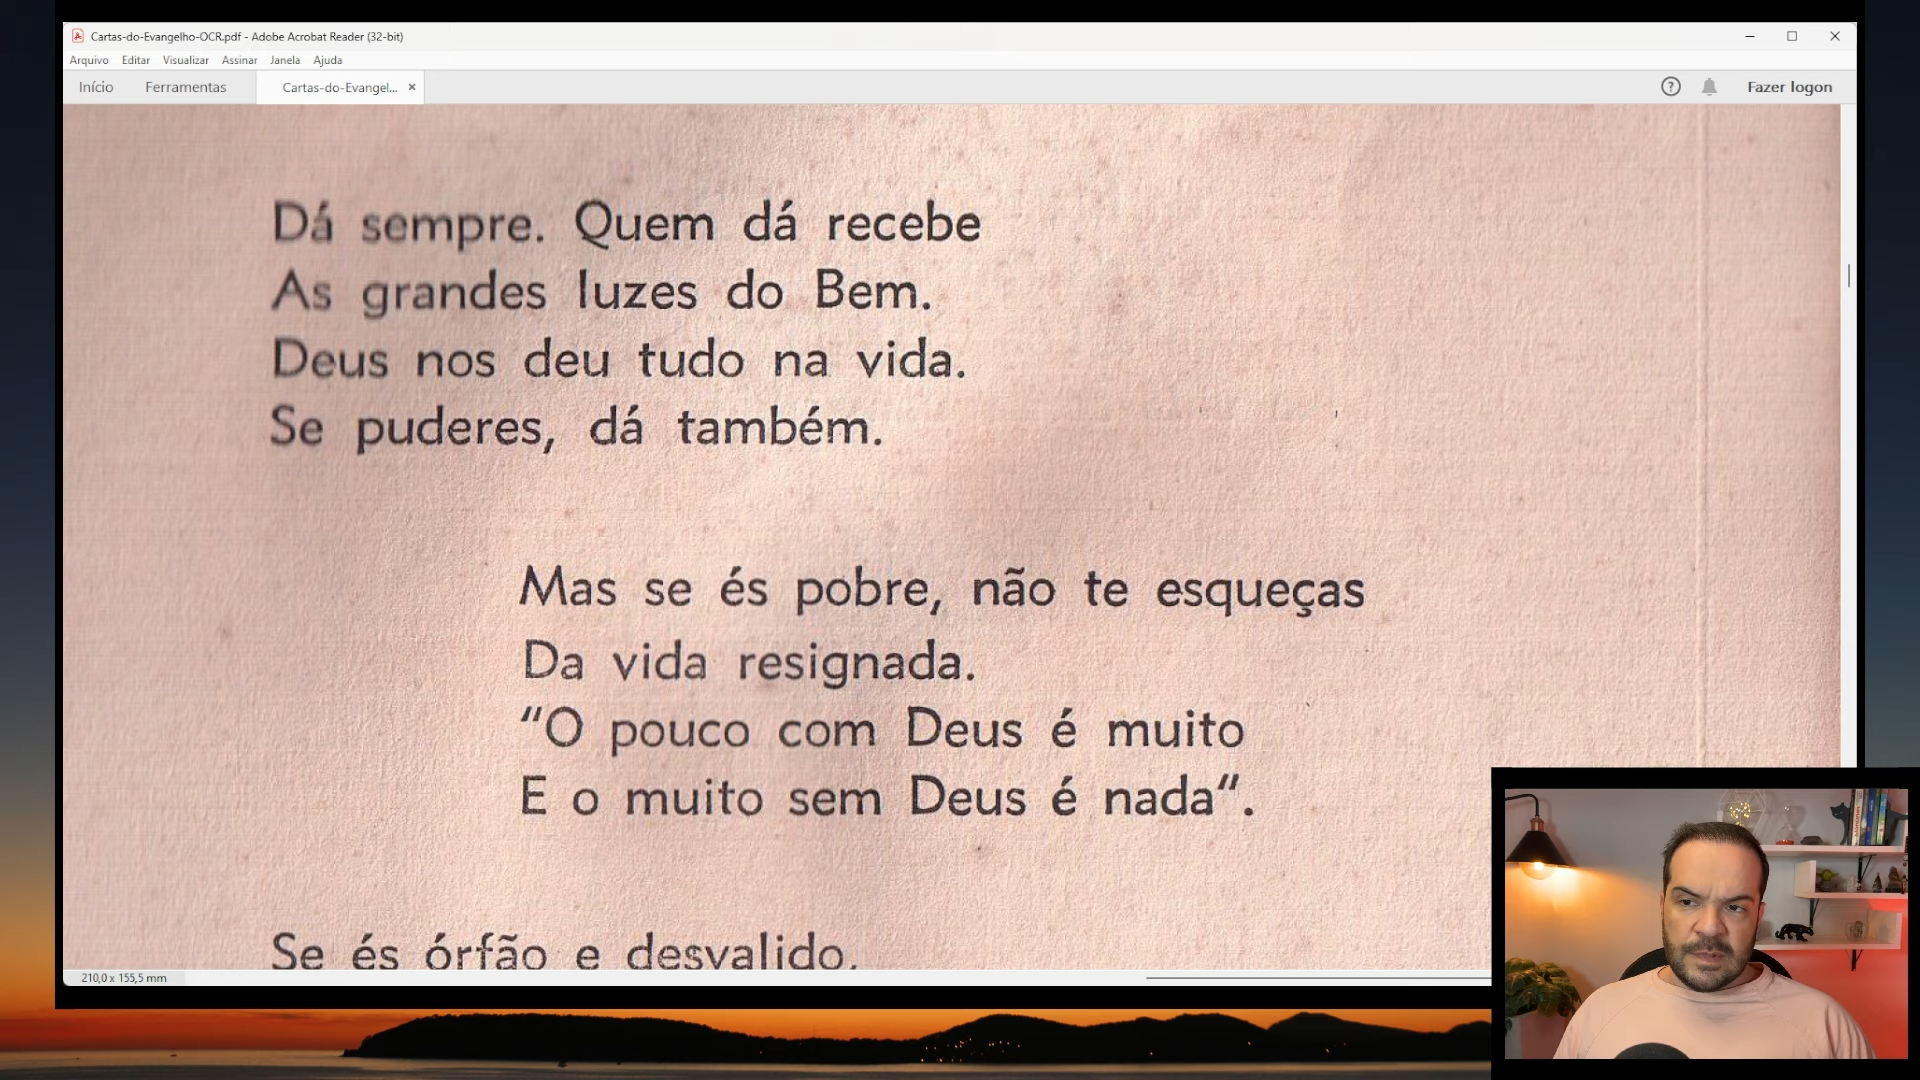 Cartas-do-Evangelho-OCR.pdf - Adobe Acrobat Reader (32-bit)
Arquivo Editar Visualizar Assinar Janela Ajuda
Início Ferramentas Cartas-do-Evangel... × Fazer logon
Dá sempre. Quem dá recebe
As grandes luzes do Bem.
Deus nos deu tudo na vida.
Se puderes, dá também.
Mas se és pobre, não te esqueças
Da vida resignada.
“O pouco com Deus é muito
E o muito sem Deus é nada“.
Se és órfão e desvalido,
210,0 x 155,5 mm